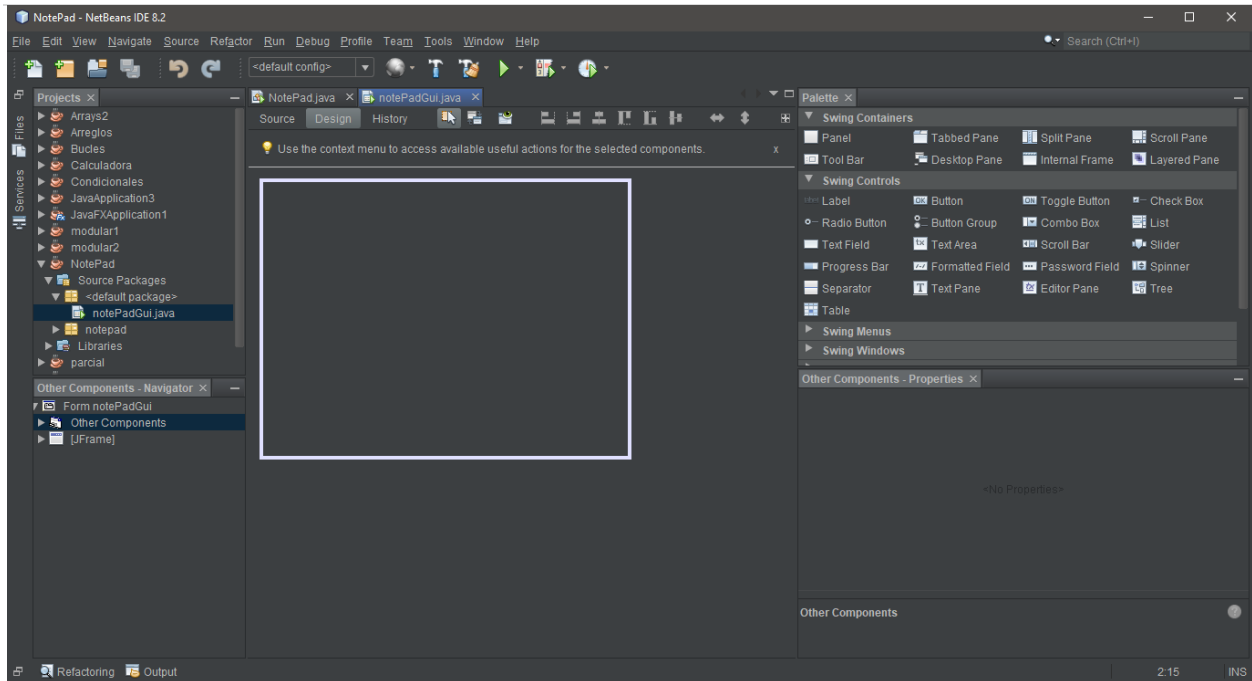 NotePad - NetBeans IDE 8.2
File Edit View Navigate Source Refactor Run Debug Profile Team Tools Window Help
Search (Ctrl+I)
<default config>
Files
Services
Projects
Arrays2
Arreglos
Bucles
Calculadora
Condicionales
JavaApplication3
JavaFXApplication1
modular1
modular2
NotePad
Source Packages
<default package>
notePadGui.java
notepad
Libraries
parcial
Other Components - Navigator
Form notePadGui
Other Components
[JFrame]
NotePad.java notePadGui.java
Source Design History
Use the context menu to access available useful actions for the selected components. x
Palette
Swing Containers
Panel Tabbed Pane Split Pane Scroll Pane
Tool Bar Desktop Pane Internal Frame Layered Pane
Swing Controls
Label Button Toggle Button Check Box
Radio Button Button Group Combo Box List
Text Field Text Area Scroll Bar Slider
Progress Bar Formatted Field Password Field Spinner
Separator Text Pane Editor Pane Tree
Table
Swing Menus
Swing Windows
Other Components - Properties
<No Properties>
Other Components
Refactoring Output
2:15 INS